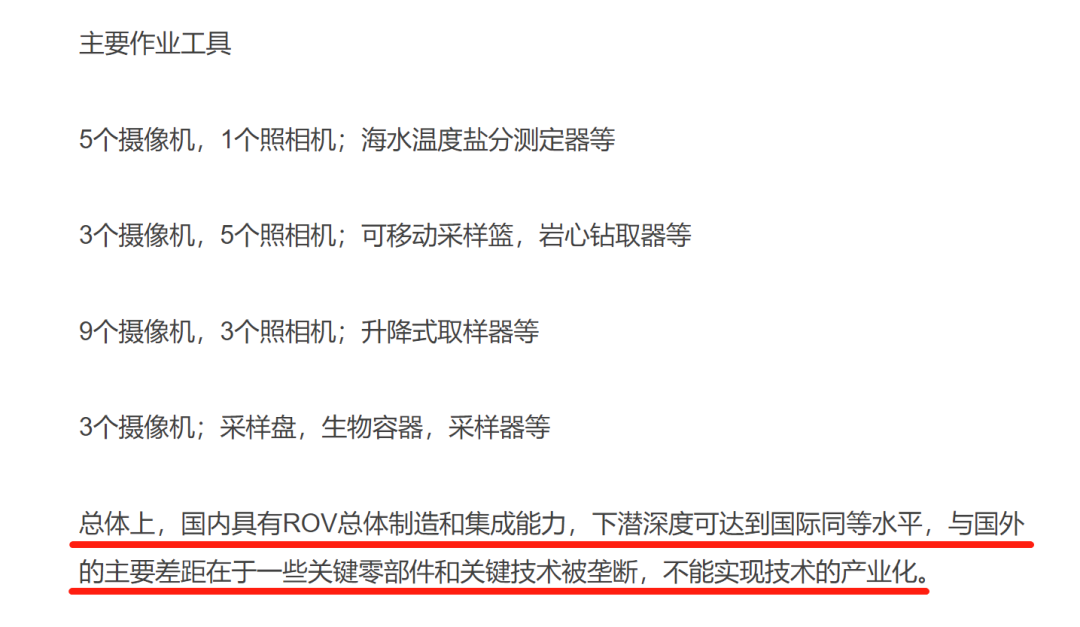 主要作业工具
5个摄像机，1个照相机；海水温度盐分测定器等
3个摄像机，5个照相机；可移动采样篮，岩心钻取器等
9个摄像机，3个照相机；升降式取样器等
3个摄像机；采样盘，生物容器，采样器等
总体上，国内具有ROV总体制造和集成能力，下潜深度可达到国际同等水平，与国外
的主要差距在于一些关键零部件和关键技术被垄断，不能实现技术的产业化。